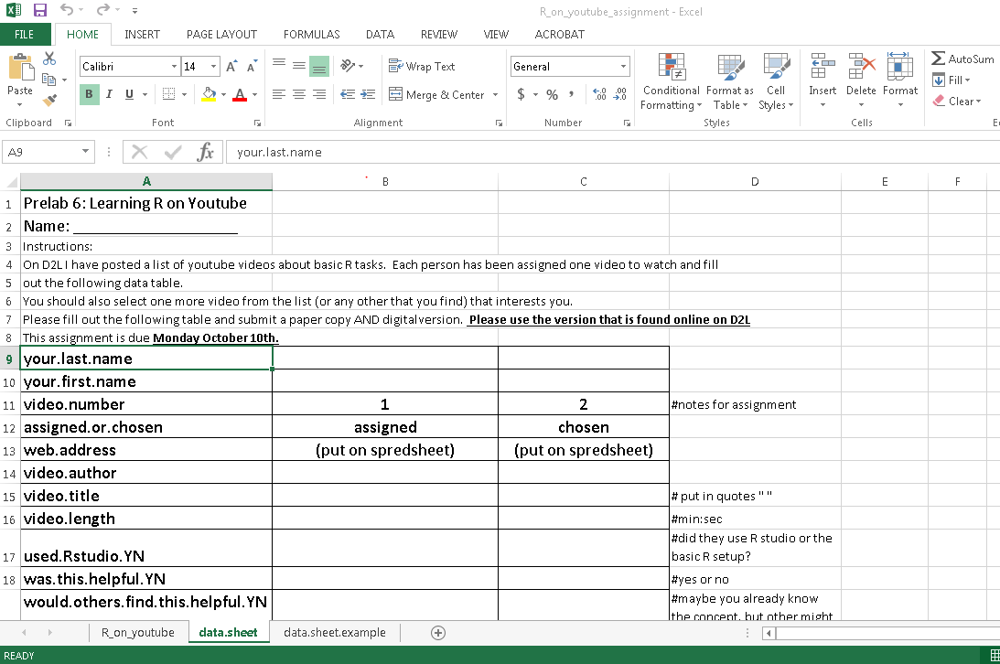 R_on_youtube_assignment - Excel
FILE HOME INSERT PAGE LAYOUT FORMULAS DATA REVIEW VIEW ACROBAT
Calibri 14 Wrap Text General AutoSum
Paste Conditional Format as Cell Insert Delete Format Fill
B I U A Merge & Center $ % , Formatting Table Styles Clear
Clipboard Font Alignment Number Styles Cells
A9 fx your.last.name
A B C D E F
1 Prelab 6: Learning R on Youtube
2 Name: ____________________
3 Instructions:
4 On D2L I have posted a list of youtube videos about basic R tasks. Each person has been assigned one video to watch and fill
5 out the following data table.
6 You should also select one more video from the list (or any other that you find) that interests you.
7 Please fill out the following table and submit a paper copy AND digital version. Please use the version that is found online on D2L
8 This assignment is due Monday October 10th.
9 your.last.name
10 your.first.name
11 video.number 1 2 #notes for assignment
12 assigned.or.chosen assigned chosen
13 web.address (put on spredsheet) (put on spredsheet)
14 video.author
15 video.title # put in quotes " "
16 video.length #min:sec
#did they use R studio or the
17 used.Rstudio.YN basic R setup?
18 was.this.helpful.YN #yes or no
would.others.find.this.helpful.YN #maybe you already know
the concept, but other might
R_on_youtube data.sheet data.sheet.example
READY